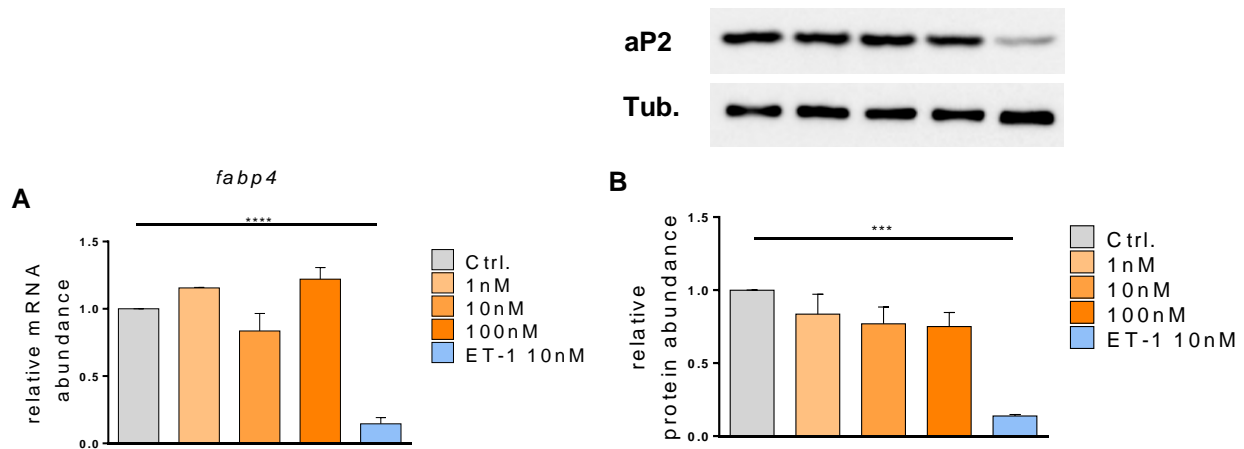 aP2
Tub.
fabp4
A
****
relative mRNA
abundance
1.5
1.0
0.5
0.0
Ctrl.
1nM
10nM
100nM
ET-1 10nM
B
***
relative
protein abundance
1.5
1.0
0.5
0.0
Ctrl.
1nM
10nM
100nM
ET-1 10nM